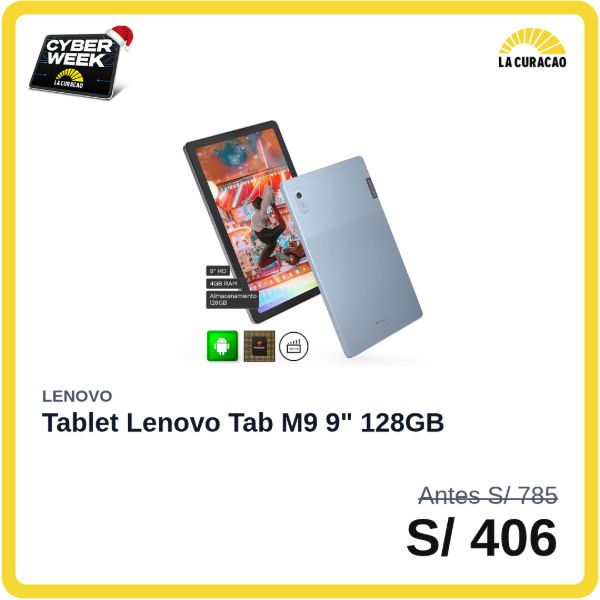 CYBER
WEEK
LA CURACAO
LA CURACAO
9" HD
4GB RAM
Almacenamiento
128GB
LENOVO
Tablet Lenovo Tab M9 9" 128GB
Antes S/ 785
S/ 406